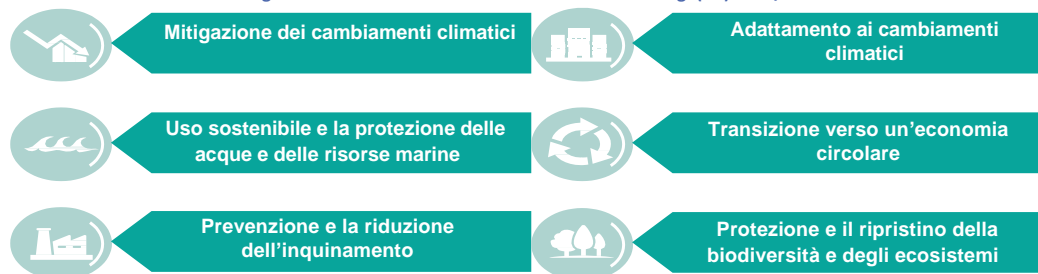 Mitigazione dei cambiamenti climatici
Adattamento ai cambiamenti
climatici
Uso sostenibile e la protezione delle
acque e delle risorse marine
Transizione verso un'economia
circolare
Prevenzione e la riduzione
dell'inquinamento
Protezione e il ripristino della
biodiversità e degli ecosistemi